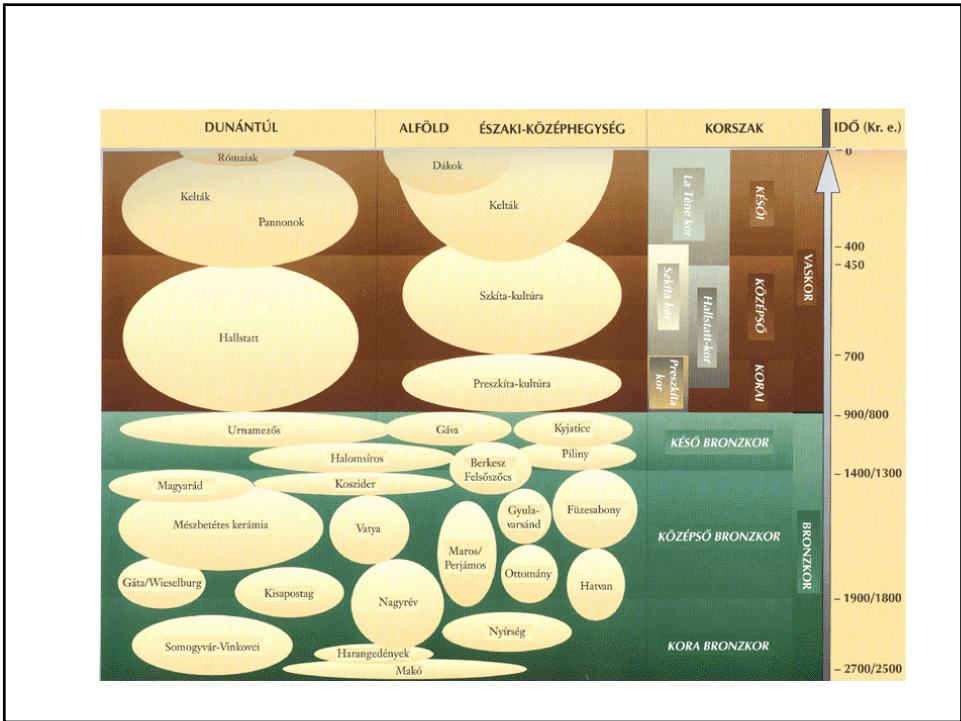 DUNÁNTÚL
ALFÖLD
ÉSZAKI-KÖZÉPHEGYSÉG
KORSZAK
IDŐ (Kr. e.)
Rómaiak
Kelták
Pannonok
Dákok
Kelták
La Tène kor
KÉSŐI
VASKOR
– 0
– 400
– 450
Hallstatt
Szkíta-kultúra
Szkíta kor
Hallstatt-kor
KÖZÉPSŐ
– 700
Preszkíta-kultúra
Preszkíta
kor
KORAI
– 900/800
Urnamezős
Gáva
Kyjatice
KÉSŐ BRONZKOR
Halomsíros
Berkesz
Felsőszőcs
Piliny
– 1400/1300
Magyarád
Koszider
Mészbetétes kerámia
Vatya
Gyula-
varsánd
Füzesabony
KÖZÉPSŐ BRONZKOR
BRONZKOR
Maros/
Perjámos
Gáta/Wieselburg
Kisapostag
Nagyrév
Ottomány
Hatvan
– 1900/1800
Somogyvár-Vinkovci
Nyírség
KORA BRONZKOR
Harangedények
Makó
– 2700/2500